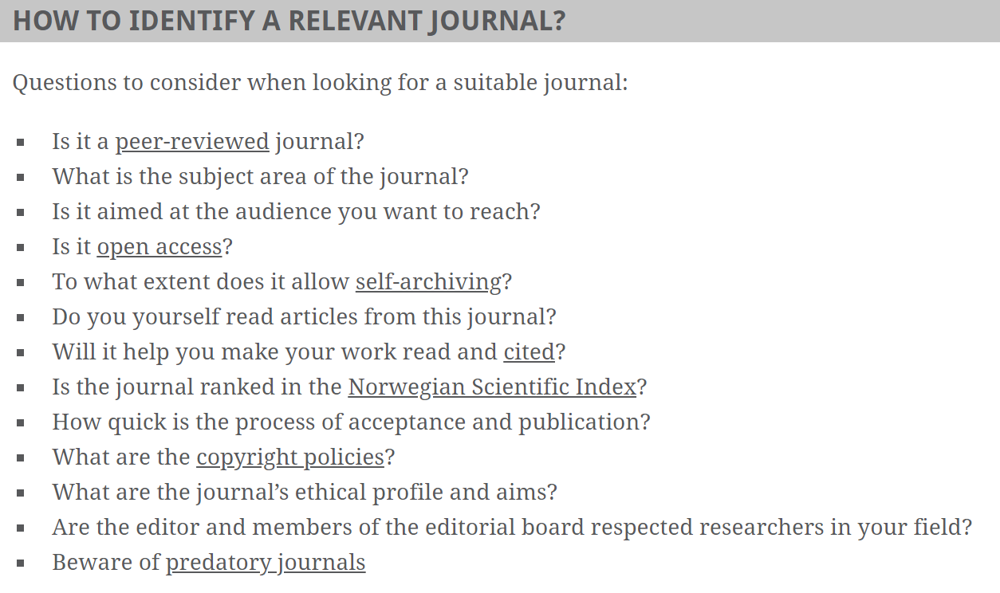 HOW TO IDENTIFY A RELEVANT JOURNAL?
Questions to consider when looking for a suitable journal:
Is it a peer-reviewed journal?
What is the subject area of the journal?
Is it aimed at the audience you want to reach?
Is it open access?
To what extent does it allow self-archiving?
Do you yourself read articles from this journal?
Will it help you make your work read and cited?
Is the journal ranked in the Norwegian Scientific Index?
How quick is the process of acceptance and publication?
What are the copyright policies?
What are the journal’s ethical profile and aims?
Are the editor and members of the editorial board respected researchers in your field?
Beware of predatory journals